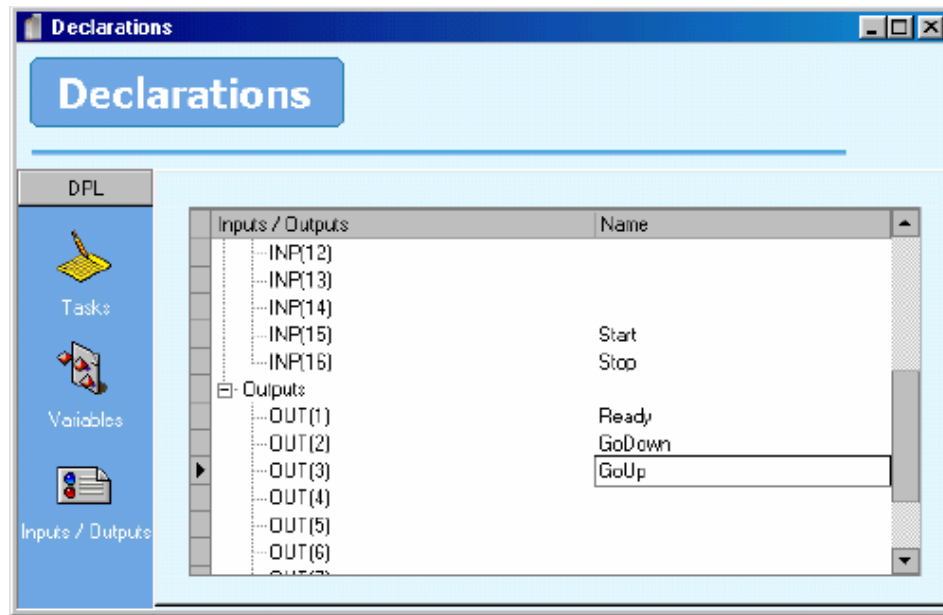 Declarations
Declarations
DPL
Tasks
Variables
Inputs / Outputs
Inputs / Outputs Name
INP(12)
INP(13)
INP(14)
INP(15) Start
INP(16) Stop
Outputs
OUT(1) Ready
OUT(2) GoDown
OUT(3) GoUp
OUT(4)
OUT(5)
OUT(6)